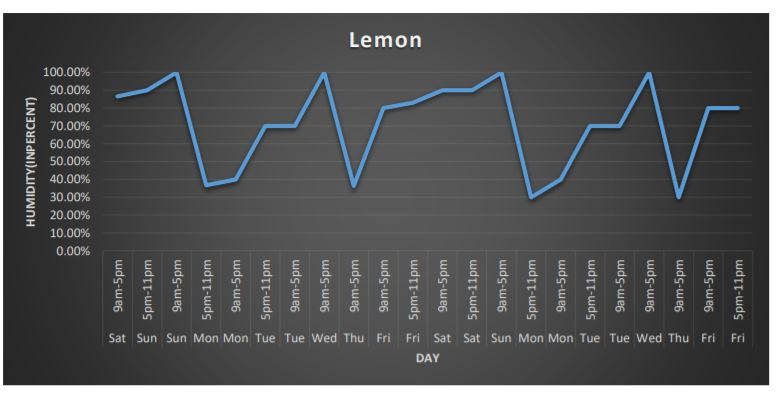 Lemon
HUMIDITY(INPERCENT)
100.00%
90.00%
80.00%
70.00%
60.00%
50.00%
40.00%
30.00%
20.00%
10.00%
0.00%
9am-5pm 5pm-11pm 9am-5pm 5pm-11pm 9am-5pm 5pm-11pm 9am-5pm 9am-5pm 5pm-11pm 9am-5pm 5pm-11pm 9am-5pm 5pm-11pm 9am-5pm 5pm-11pm 9am-5pm 5pm-11pm 9am-5pm 9am-5pm 5pm-11pm 9am-5pm 5pm-11pm
Sat Sun Sun Mon Mon Tue Tue Wed Thu Fri Fri Sat Sat Sun Mon Mon Tue Tue Wed Thu Fri Fri
DAY